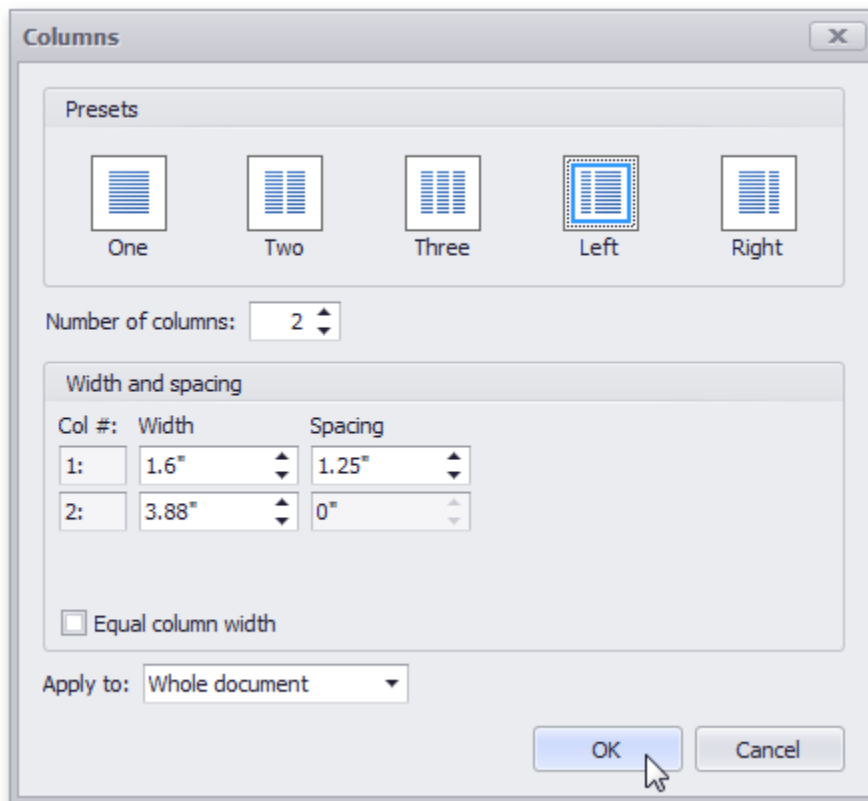 Columns
Presets
One Two Three Left Right
Number of columns: 2
Width and spacing
Col #: Width Spacing
1: 1.6" 1.25"
2: 3.88" 0"
Equal column width
Apply to: Whole document
OK Cancel